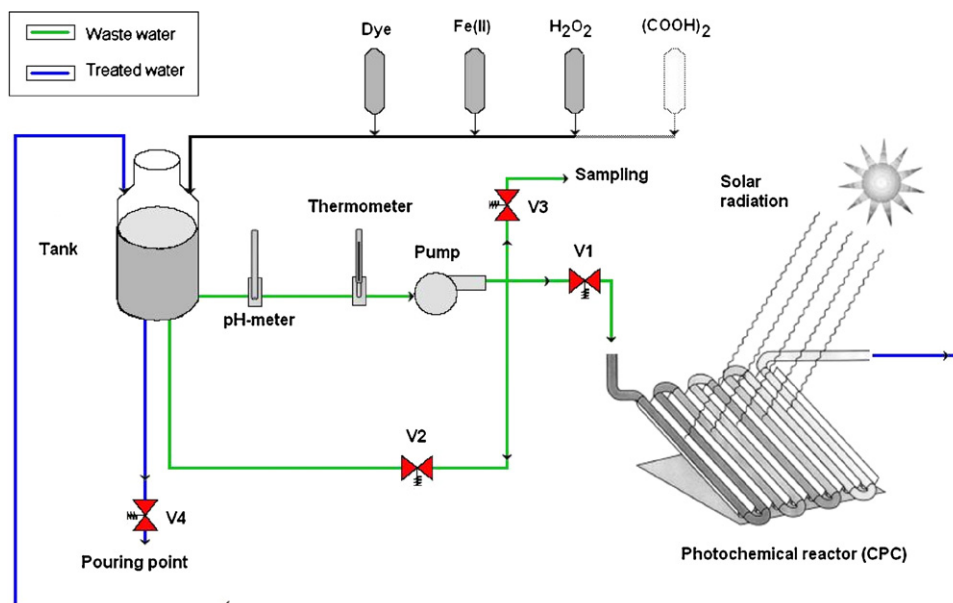 Waste water
Treated water
Dye
Fe(II)
H₂O₂
(COOH)₂
Sampling
V3
Solar
radiation
Thermometer
Tank
Pump
V1
pH-meter
V2
V4
Pouring point
Photochemical reactor (CPC)